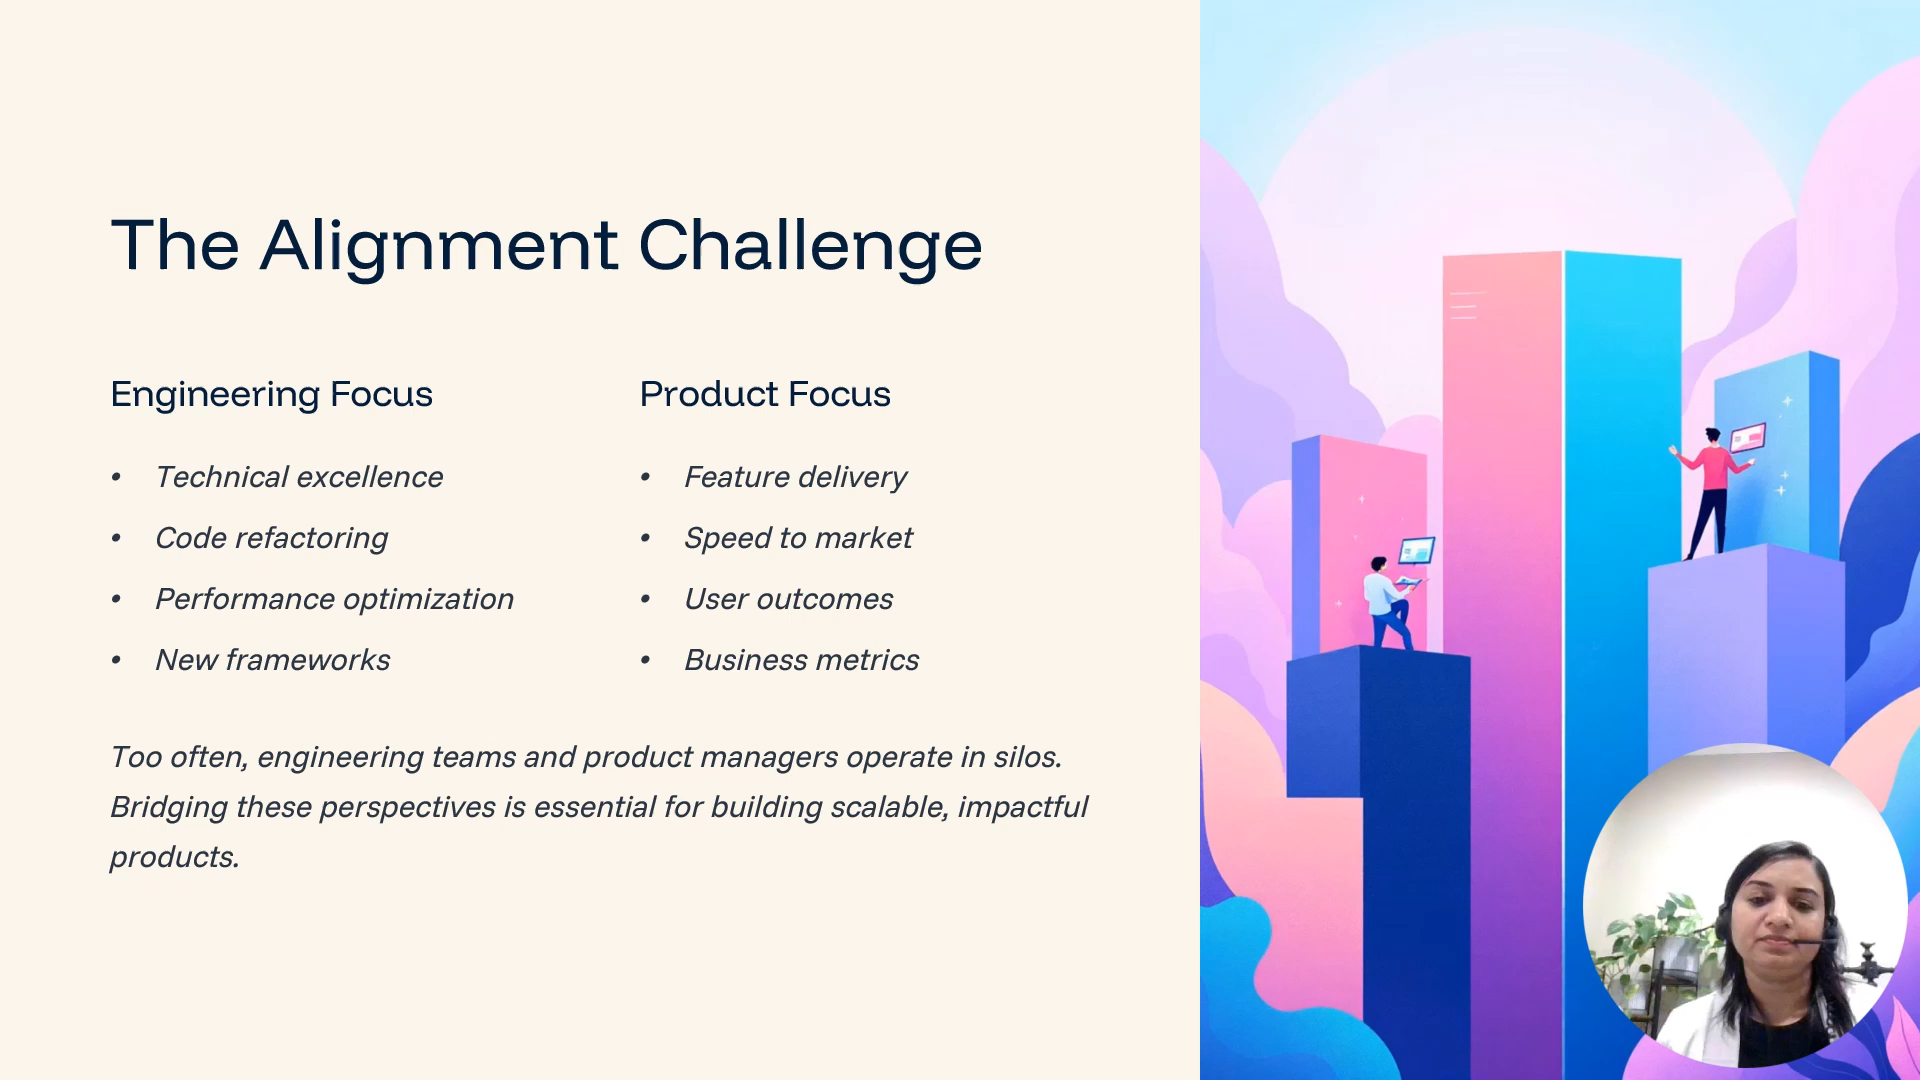 The Alignment Challenge
Engineering Focus
• Technical excellence
• Code refactoring
• Performance optimization
• New frameworks
Product Focus
• Feature delivery
• Speed to market
• User outcomes
• Business metrics
Too often, engineering teams and product managers operate in silos.
Bridging these perspectives is essential for building scalable, impactful
products.